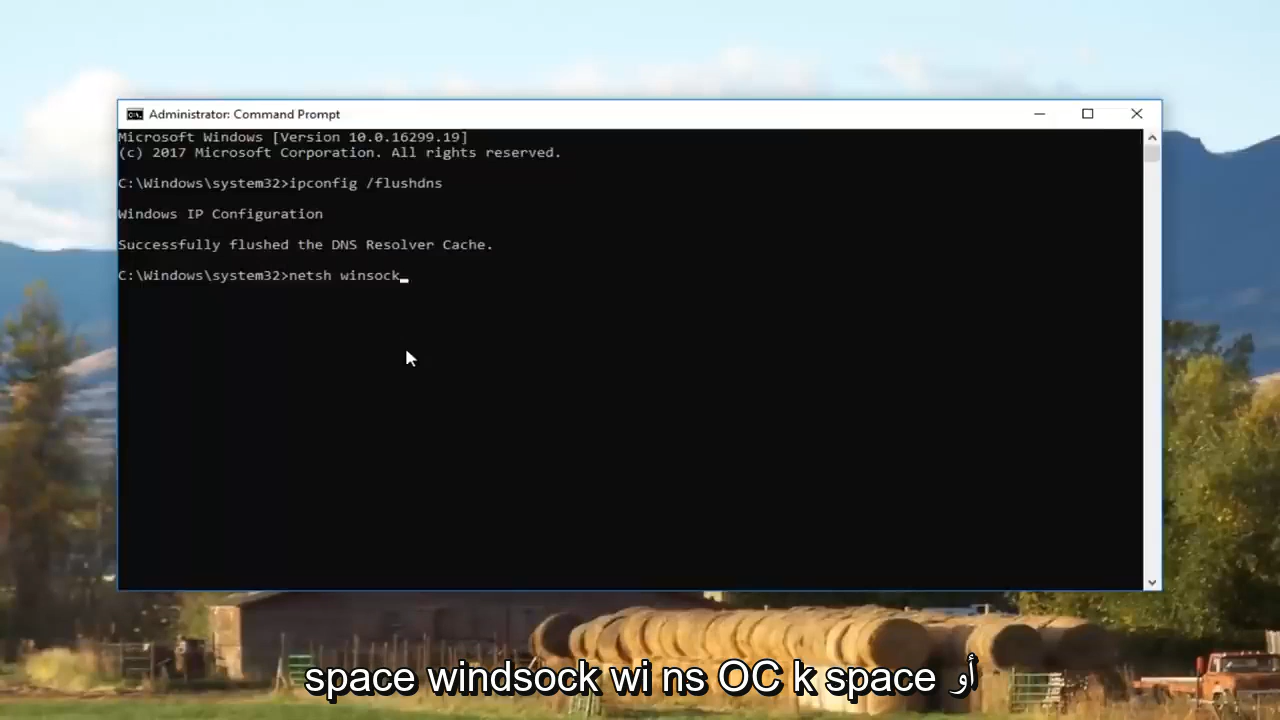 Administrator: Command Prompt
Microsoft Windows [Version 10.0.16299.19]
(c) 2017 Microsoft Corporation. All rights reserved.
C:\Windows\system32>ipconfig /flushdns
Windows IP Configuration
Successfully flushed the DNS Resolver Cache.
C:\Windows\system32>netsh winsock
space windsock wi ns OC k space أو